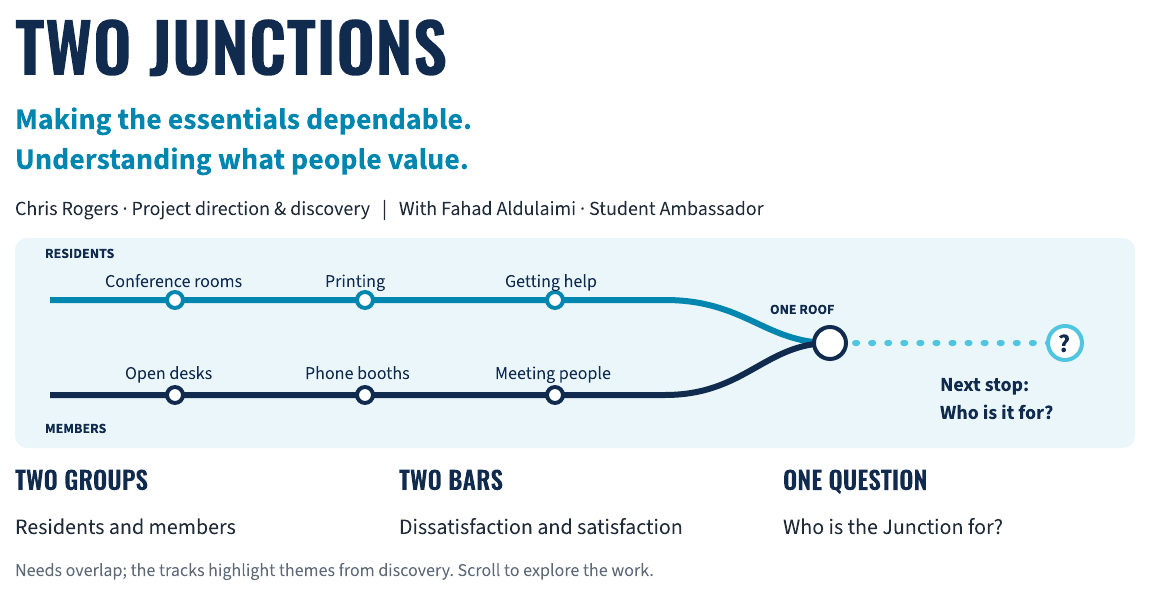 TWO JUNCTIONS
Making the essentials dependable.
Understanding what people value.
Chris Rogers · Project direction & discovery | With Fahad Aldulaimi · Student Ambassador
RESIDENTS
Conference rooms
Printing
Getting help
ONE ROOF
?
Open desks
Phone booths
Meeting people
Next stop:
Who is it for?
MEMBERS
TWO GROUPS
Residents and members
TWO BARS
Dissatisfaction and satisfaction
ONE QUESTION
Who is the Junction for?
Needs overlap; the tracks highlight themes from discovery. Scroll to explore the work.